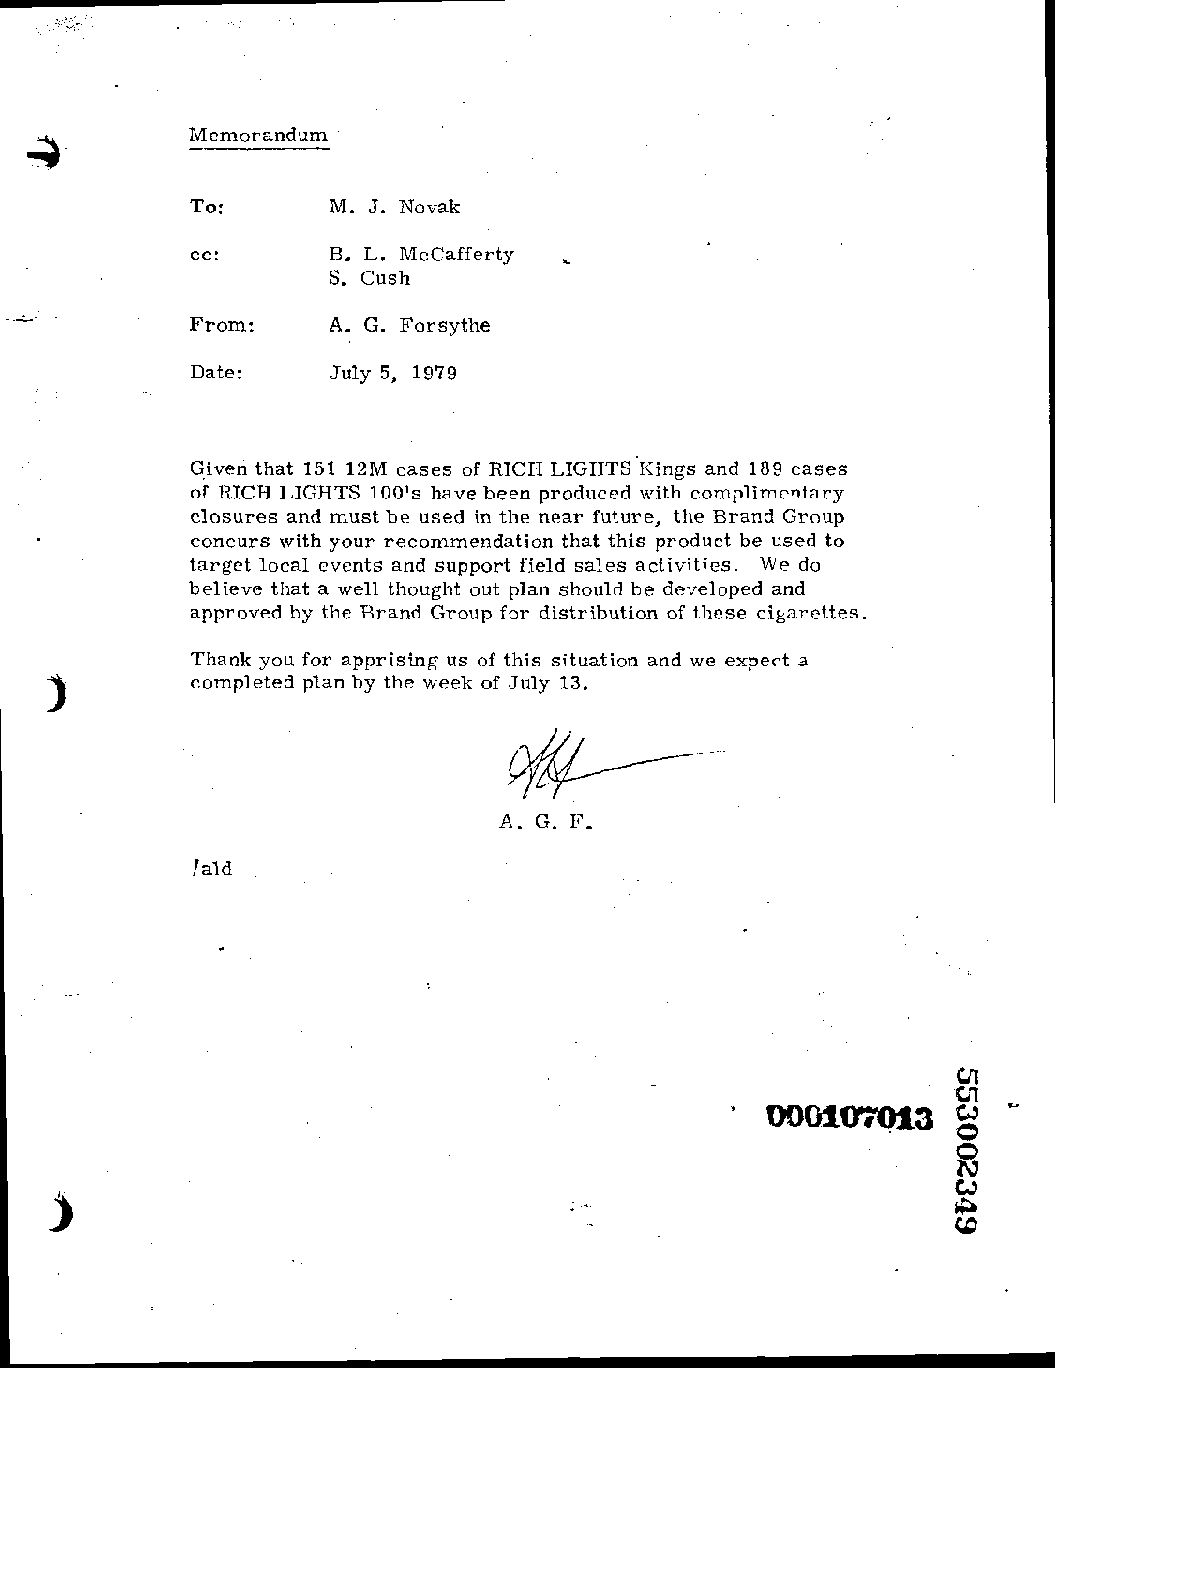 Memorandum
To: M. J. Novak
cc: B. L. McCafferty
S. Cush
From: A. G. Forsythe
Date: July 5, 1979
Given that 151 12M cases of RICH LIGHTS Kings and 189 cases
of RICH LIGHTS 100's have been produced with complimentary
closures and must be used in the near future, the Brand Group
concurs with your recommendation that this product be used to
target local events and support field sales activities. We do
believe that a well thought out plan should be developed and
approved by the Brand Group for distribution of these cigarettes.
Thank you for apprising us of this situation and we expect a
completed plan by the week of July 13.
A. G. F.
/ald
000107013
553002349